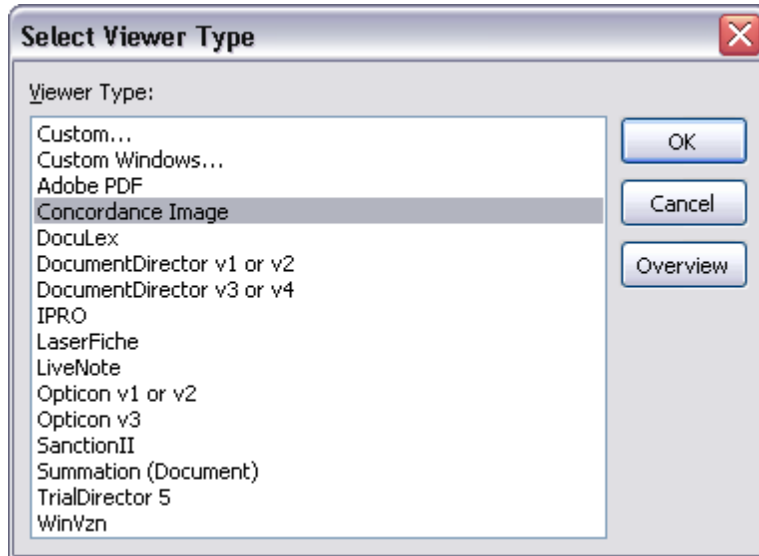 Select Viewer Type
Viewer Type:
Custom...
Custom Windows...
Adobe PDF
Concordance Image
DocuLex
DocumentDirector v1 or v2
DocumentDirector v3 or v4
IPRO
LaserFiche
LiveNote
Opticon v1 or v2
Opticon v3
SanctionII
Summation (Document)
TrialDirector 5
WinVzn
OK
Cancel
Overview